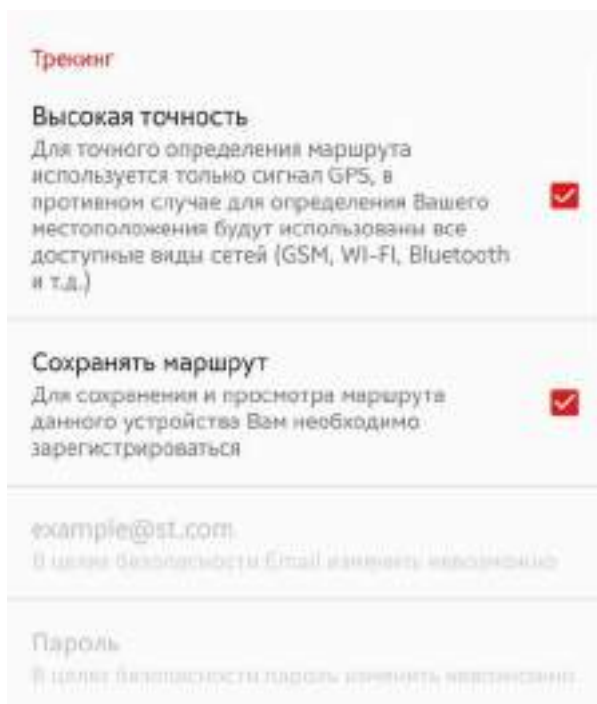 Трекинг
Высокая точность
Для точного определения маршрута
используется только сигнал GPS, в
противном случае для определения Вашего
местоположения будут использованы все
доступные виды сетей (GSM, WI-FI, Bluetooth
и т.д.)
Сохранять маршрут
Для сохранения и просмотра маршрута
данного устройства Вам необходимо
зарегистрироваться
example@st.com
В целях безопасности Email изменить невозможно
Пароль
В целях безопасности пароль изменить невозможно